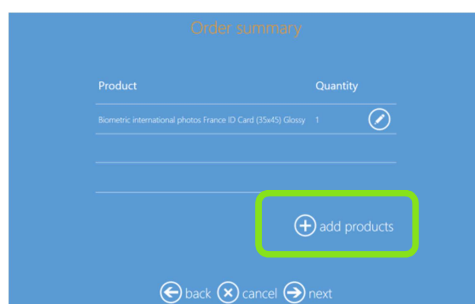 Order summary
Product Quantity
Biometric international photos France ID Card (35x45) Glossy 1
add products
back cancel next